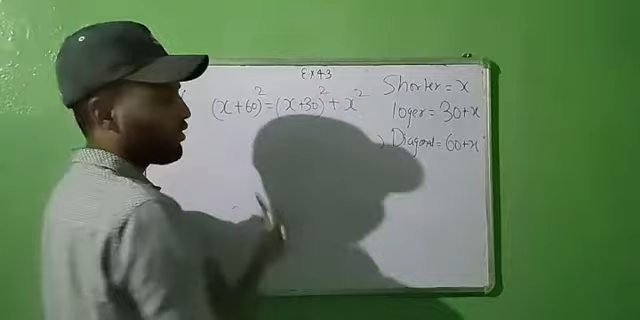 Ex 4.3
(x+60)² = (x+30)² + x²
Shorter = x
loger = 30+x
Diagonal = 60+x